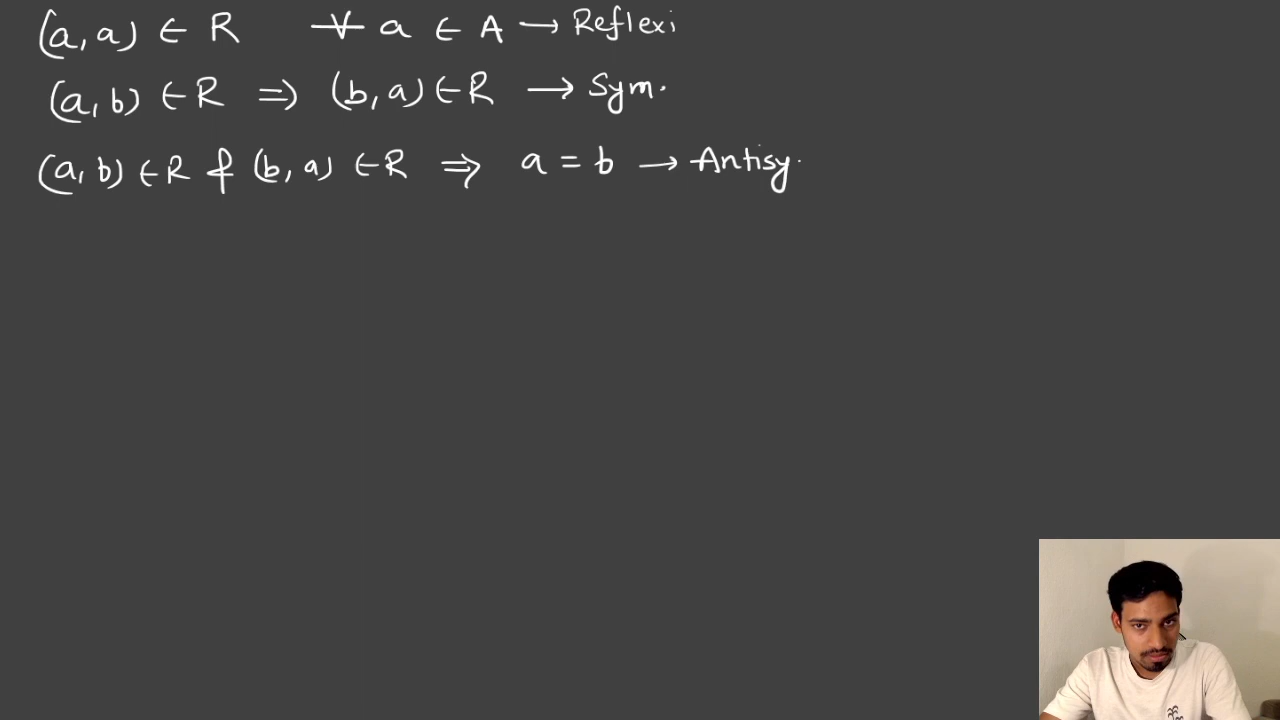 (a, a) ∈ R ∀ a ∈ A → Reflexi
(a, b) ∈ R ⇒ (b, a) ∈ R → Sym.
(a, b) ∈ R & (b, a) ∈ R ⇒ a = b → Antisy.